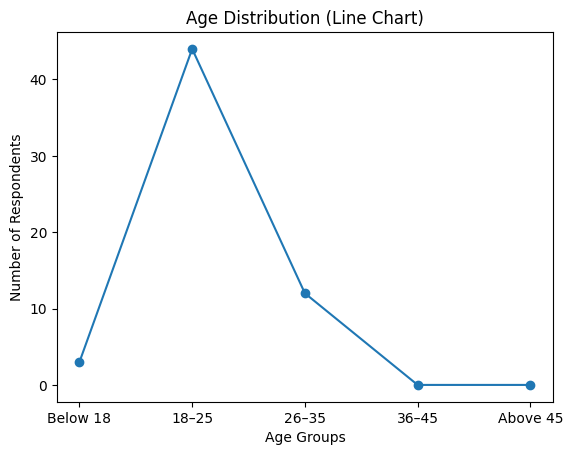 Age Distribution (Line Chart)
Number of Respondents
40
30
20
10
0
Below 18 18–25 26–35 36–45 Above 45
Age Groups